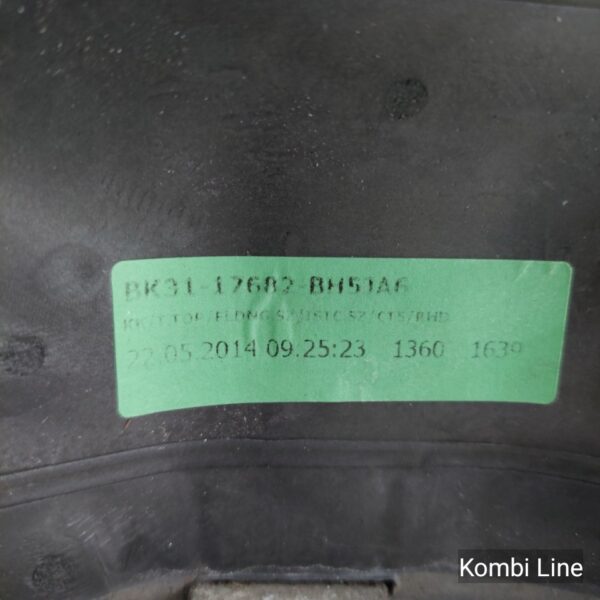 BK31-17682-BH5JA6
22.05.2014 09.25:23 1360 1639
Kombi Line